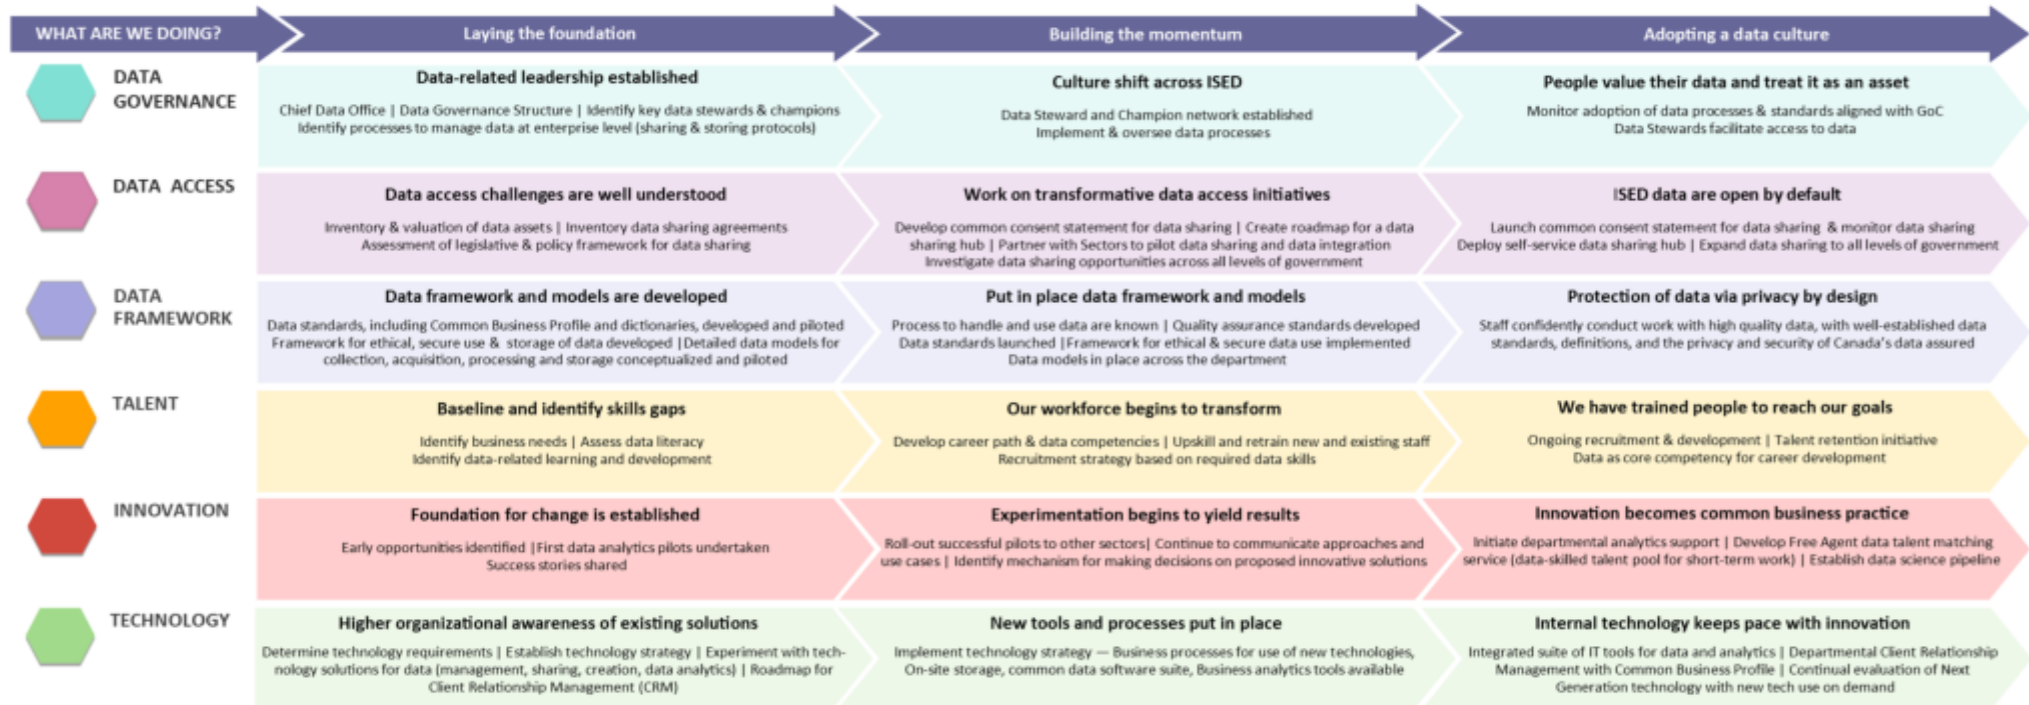 WHAT ARE WE DOING?
Laying the foundation
Building the momentum
Adopting a data culture
DATA
GOVERNANCE
Data-related leadership established
Chief Data Office | Data Governance Structure | Identify key data stewards & champions
Identify processes to manage data at enterprise level (sharing & storing protocols)
Culture shift across ISED
Data Steward and Champion network established
Implement & oversee data processes
People value their data and treat it as an asset
Monitor adoption of data processes & standards aligned with GoC
Data Stewards facilitate access to data
DATA ACCESS
Data access challenges are well understood
Inventory & valuation of data assets | Inventory data sharing agreements
Assessment of legislative & policy framework for data sharing
Work on transformative data access initiatives
Develop common consent statement for data sharing | Create roadmap for a data
sharing hub | Partner with Sectors to pilot data sharing and data integration
Investigate data sharing opportunities across all levels of government
ISED data are open by default
Launch common consent statement for data sharing & monitor data sharing
Deploy self-service data sharing hub | Expand data sharing to all levels of government
DATA
FRAMEWORK
Data framework and models are developed
Data standards, including Common Business Profile and dictionaries, developed and piloted
Framework for ethical, secure use & storage of data developed |Detailed data models for
collection, acquisition, processing and storage conceptualized and piloted
Put in place data framework and models
Process to handle and use data are known | Quality assurance standards developed
Data standards launched |Framework for ethical & secure data use implemented
Data models in place across the department
Protection of data via privacy by design
Staff confidently conduct work with high quality data, with well-established data
standards, definitions, and the privacy and security of Canada's data assured
TALENT
Baseline and identify skills gaps
Identify business needs | Assess data literacy
Identify data-related learning and development
Our workforce begins to transform
Develop career path & data competencies | Upskill and retrain new and existing staff
Recruitment strategy based on required data skills
We have trained people to reach our goals
Ongoing recruitment & development | Talent retention initiative
Data as core competency for career development
INNOVATION
Foundation for change is established
Early opportunities identified |First data analytics pilots undertaken
Success stories shared
Experimentation begins to yield results
Roll-out successful pilots to other sectors| Continue to communicate approaches and
use cases | Identify mechanism for making decisions on proposed innovative solutions
Innovation becomes common business practice
Initiate departmental analytics support | Develop Free Agent data talent matching
service (data-skilled talent pool for short-term work) | Establish data science pipeline
TECHNOLOGY
Higher organizational awareness of existing solutions
Determine technology requirements | Establish technology strategy | Experiment with tech-
nology solutions for data (management, sharing, creation, data analytics) | Roadmap for
Client Relationship Management (CRM)
New tools and processes put in place
Implement technology strategy — Business processes for use of new technologies,
On-site storage, common data software suite, Business analytics tools available
Internal technology keeps pace with innovation
Integrated suite of IT tools for data and analytics | Departmental Client Relationship
Management with Common Business Profile | Continual evaluation of Next
Generation technology with new tech use on demand